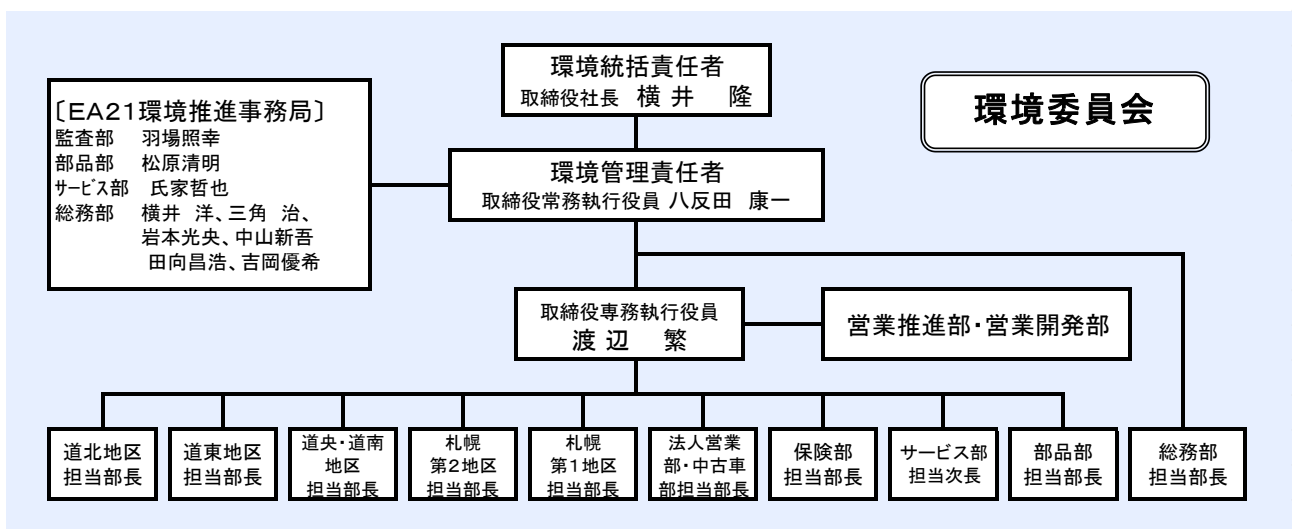 環境統括責任者
取締役社長 横井 隆
環境委員会
〔EA21環境推進事務局〕
監査部 羽場照幸
部品部 松原清明
サービス部 氏家哲也
総務部 横井 洋、三角 治、
岩本光央、中山新吾
田向昌浩、吉岡優希
環境管理責任者
取締役常務執行役員 八反田 康一
取締役専務執行役員
渡辺 繁
営業推進部・営業開発部
道北地区
担当部長
道東地区
担当部長
道央・道南
地区
担当部長
札幌
第2地区
担当部長
札幌
第1地区
担当部長
法人営業
部・中古車
部担当部長
保険部
担当部長
サービス部
担当次長
部品部
担当部長
総務部
担当部長